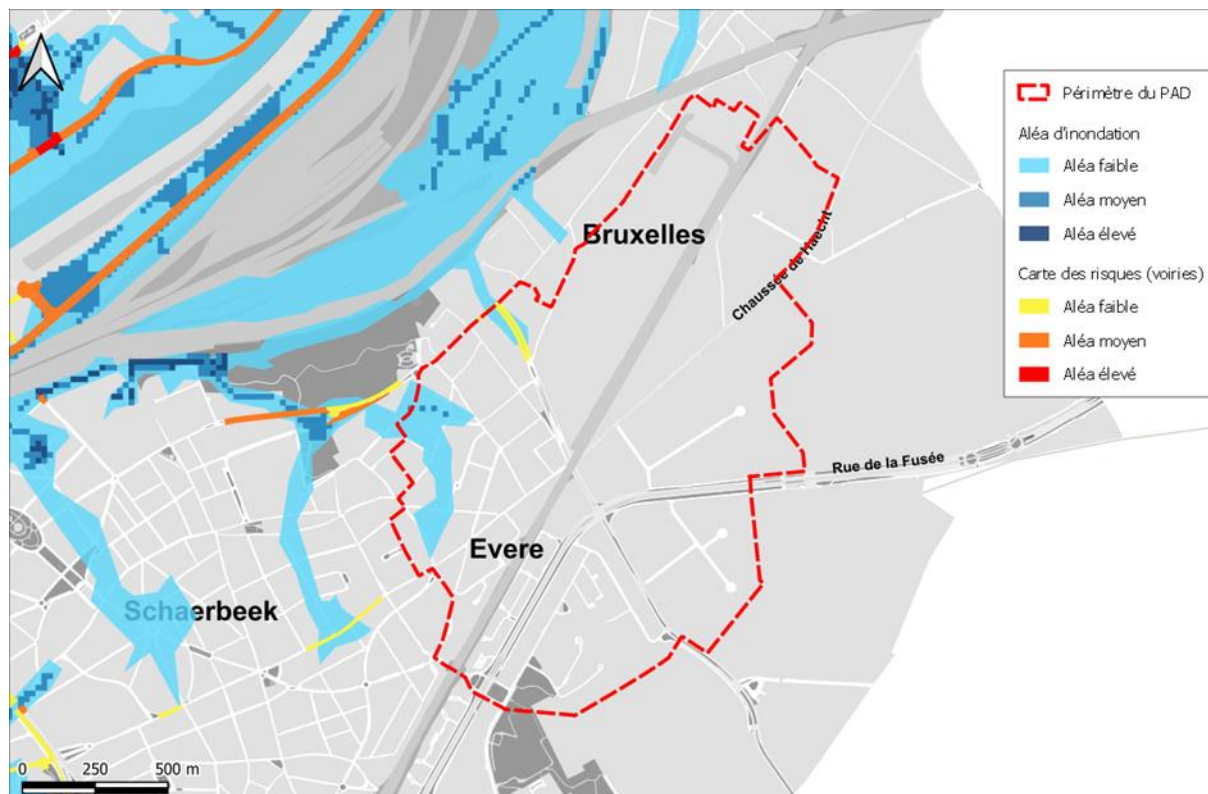 Périmètre du PAD
Aléa d'inondation
Aléa faible
Aléa moyen
Aléa élevé
Carte des risques (voiries)
Aléa faible
Aléa moyen
Aléa élevé
Bruxelles
Chaussée de Haecht
Rue de la Fusée
Evere
Schaerbeek
0 250 500 m